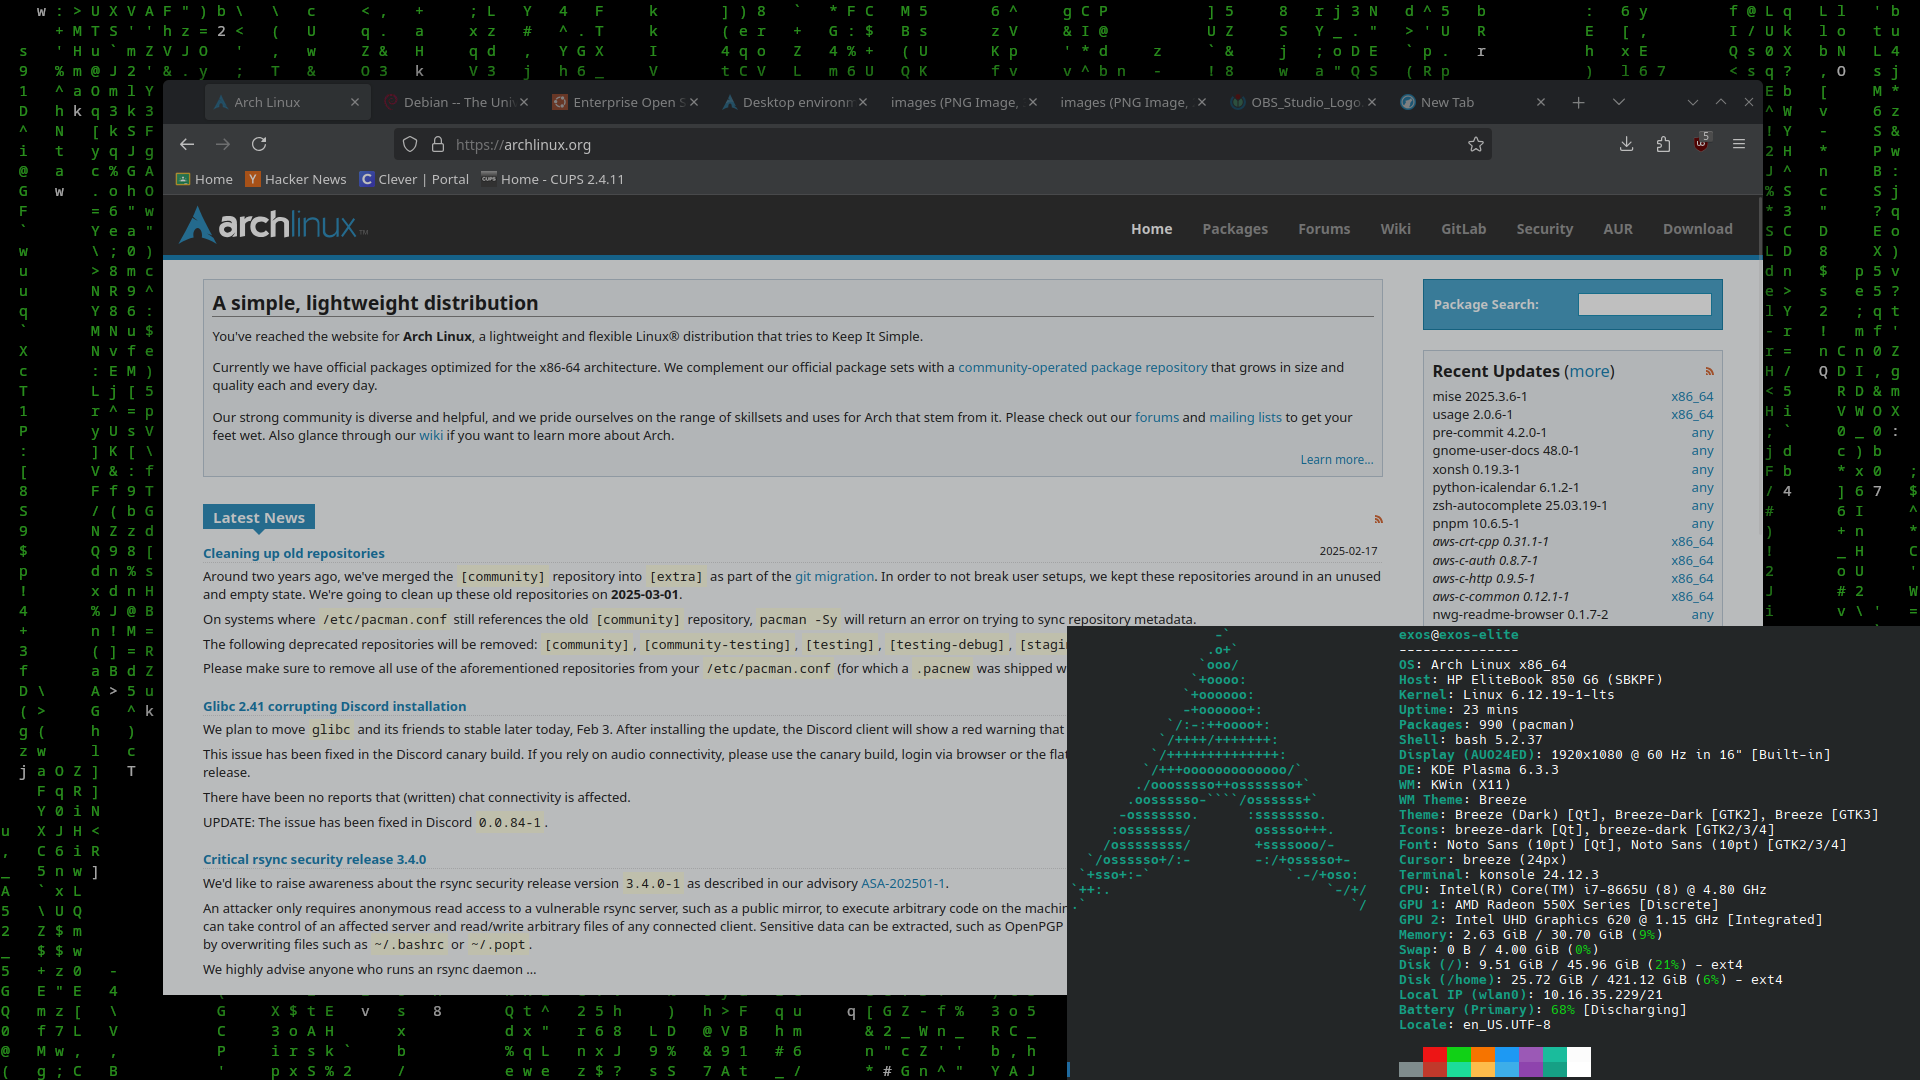 Arch Linux
Debian -- The Univ
Enterprise Open S
Desktop environm
images (PNG Image,
images (PNG Image,
OBS_Studio_Logo.
New Tab
https://archlinux.org
5
Home
Hacker News
Clever | Portal
Home - CUPS 2.4.11
archlinux™
Home Packages Forums Wiki GitLab Security AUR Download
A simple, lightweight distribution
You've reached the website for Arch Linux, a lightweight and flexible Linux® distribution that tries to Keep It Simple.
Currently we have official packages optimized for the x86-64 architecture. We complement our official package sets with a community-operated package repository that grows in size and
quality each and every day.
Our strong community is diverse and helpful, and we pride ourselves on the range of skillsets and uses for Arch that stem from it. Please check out our forums and mailing lists to get your
feet wet. Also glance through our wiki if you want to learn more about Arch.
Learn more...
Package Search:
Recent Updates (more)
mise 2025.3.6-1 x86_64
usage 2.0.6-1 x86_64
pre-commit 4.2.0-1 any
gnome-user-docs 48.0-1 any
xonsh 0.19.3-1 any
python-icalendar 6.1.2-1 any
zsh-autocomplete 25.03.19-1 any
pnpm 10.6.5-1 any
aws-crt-cpp 0.31.1-1 x86_64
aws-c-auth 0.8.7-1 x86_64
aws-c-http 0.9.5-1 x86_64
aws-c-common 0.12.1-1 x86_64
nwg-readme-browser 0.1.7-2 any
Latest News
Cleaning up old repositories 2025-02-17
Around two years ago, we've merged the [community] repository into [extra] as part of the git migration. In order to not break user setups, we kept these repositories around in an unused
and empty state. We're going to clean up these old repositories on 2025-03-01.
On systems where /etc/pacman.conf still references the old [community] repository, pacman -Sy will return an error on trying to sync repository metadata.
The following deprecated repositories will be removed: [community], [community-testing], [testing], [testing-debug], [stagi
Please make sure to remove all use of the aforementioned repositories from your /etc/pacman.conf (for which a .pacnew was shipped w
Glibc 2.41 corrupting Discord installation
We plan to move glibc and its friends to stable later today, Feb 3. After installing the update, the Discord client will show a red warning that
This issue has been fixed in the Discord canary build. If you rely on audio connectivity, please use the canary build, login via browser or the flat
release.
There have been no reports that (written) chat connectivity is affected.
UPDATE: The issue has been fixed in Discord 0.0.84-1.
Critical rsync security release 3.4.0
We'd like to raise awareness about the rsync security release version 3.4.0-1 as described in our advisory ASA-202501-1.
An attacker only requires anonymous read access to a vulnerable rsync server, such as a public mirror, to execute arbitrary code on the machin
can take control of an affected server and read/write arbitrary files of any connected client. Sensitive data can be extracted, such as OpenPGP
by overwriting files such as ~/.bashrc or ~/.popt.
We highly advise anyone who runs an rsync daemon ...
exos@exos-elite
---------------
OS: Arch Linux x86_64
Host: HP EliteBook 850 G6 (SBKPF)
Kernel: Linux 6.12.19-1-lts
Uptime: 23 mins
Packages: 990 (pacman)
Shell: bash 5.2.37
Display (AUO24ED): 1920x1080 @ 60 Hz in 16" [Built-in]
DE: KDE Plasma 6.3.3
WM: KWin (X11)
WM Theme: Breeze
Theme: Breeze (Dark) [Qt], Breeze-Dark [GTK2], Breeze [GTK3]
Icons: breeze-dark [Qt], breeze-dark [GTK2/3/4]
Font: Noto Sans (10pt) [Qt], Noto Sans (10pt) [GTK2/3/4]
Cursor: breeze (24px)
Terminal: konsole 24.12.3
CPU: Intel(R) Core(TM) i7-8665U (8) @ 4.80 GHz
GPU 1: AMD Radeon 550X Series [Discrete]
GPU 2: Intel UHD Graphics 620 @ 1.15 GHz [Integrated]
Memory: 2.63 GiB / 30.70 GiB (9%)
Swap: 0 B / 4.00 GiB (0%)
Disk (/): 9.51 GiB / 45.96 GiB (21%) - ext4
Disk (/home): 25.72 GiB / 421.12 GiB (6%) - ext4
Local IP (wlan0): 10.16.35.229/21
Battery (Primary): 68% [Discharging]
Locale: en_US.UTF-8